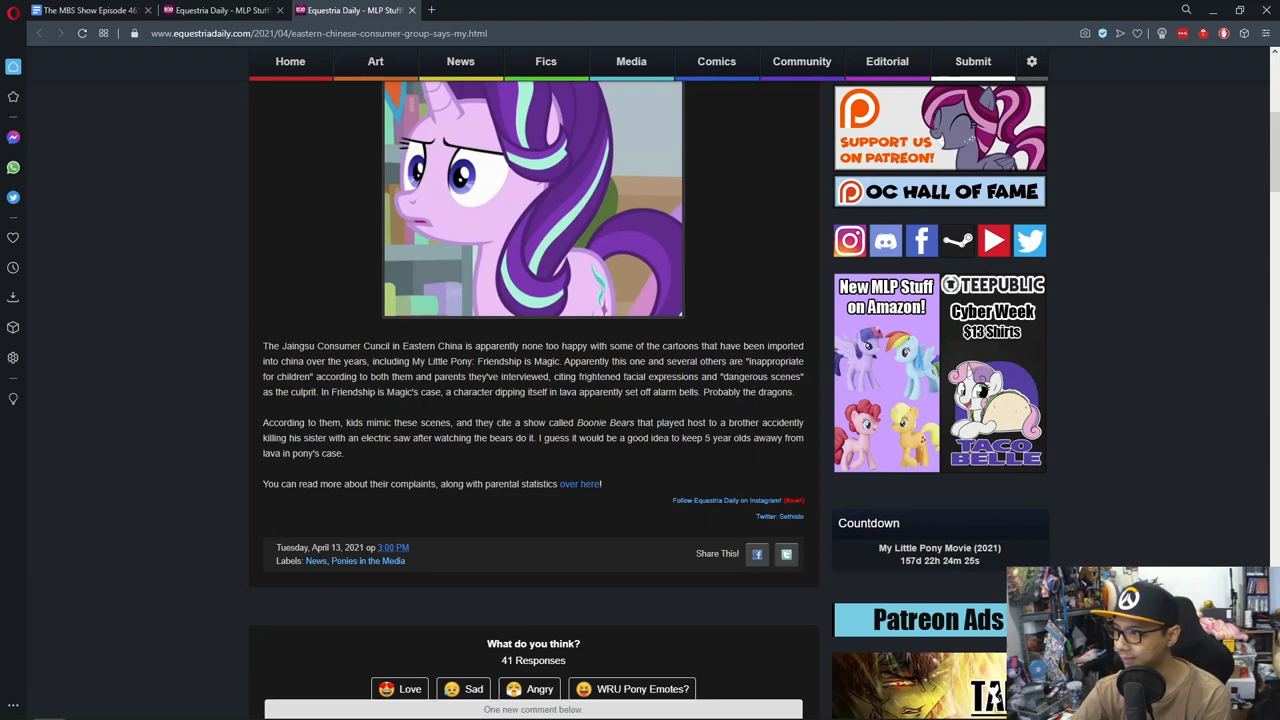 The MBS Show Episode 46
Equestria Daily - MLP Stuff!
Equestria Daily - MLP Stuff!
www.equestriadaily.com/2021/04/eastern-chinese-consumer-group-says-my.html
Home Art News Fics Media Comics Community Editorial Submit
SUPPORT US
ON PATREON!
OC HALL OF FAME
New MLP Stuff
on Amazon!
TEEPUBLIC
Cyber Week
$13 Shirts
TACO
BELLE
The Jaingsu Consumer Cuncil in Eastern China is apparently none too happy with some of the cartoons that have been imported
into china over the years, including My Little Pony: Friendship is Magic. Apparently this one and several others are "inappropriate
for children" according to both them and parents they've interviewed, citing frightened facial expressions and "dangerous scenes"
as the culprit. In Friendship is Magic's case, a character dipping itself in lava apparently set off alarm bells. Probably the dragons.
According to them, kids mimic these scenes, and they cite a show called Boonie Bears that played host to a brother accidently
killing his sister with an electric saw after watching the bears do it. I guess it would be a good idea to keep 5 year olds awawy from
lava in pony's case.
You can read more about their complaints, along with parental statistics over here!
Follow Equestria Daily on Instagram! (New!)
Twitter: Sethisto
Tuesday, April 13, 2021 op 3:00 PM
Labels: News, Ponies in the Media
Share This!
Countdown
My Little Pony Movie (2021)
157d 22h 24m 25s
Patreon Ads
What do you think?
41 Responses
Love Sad Angry WRU Pony Emotes?
One new comment below.